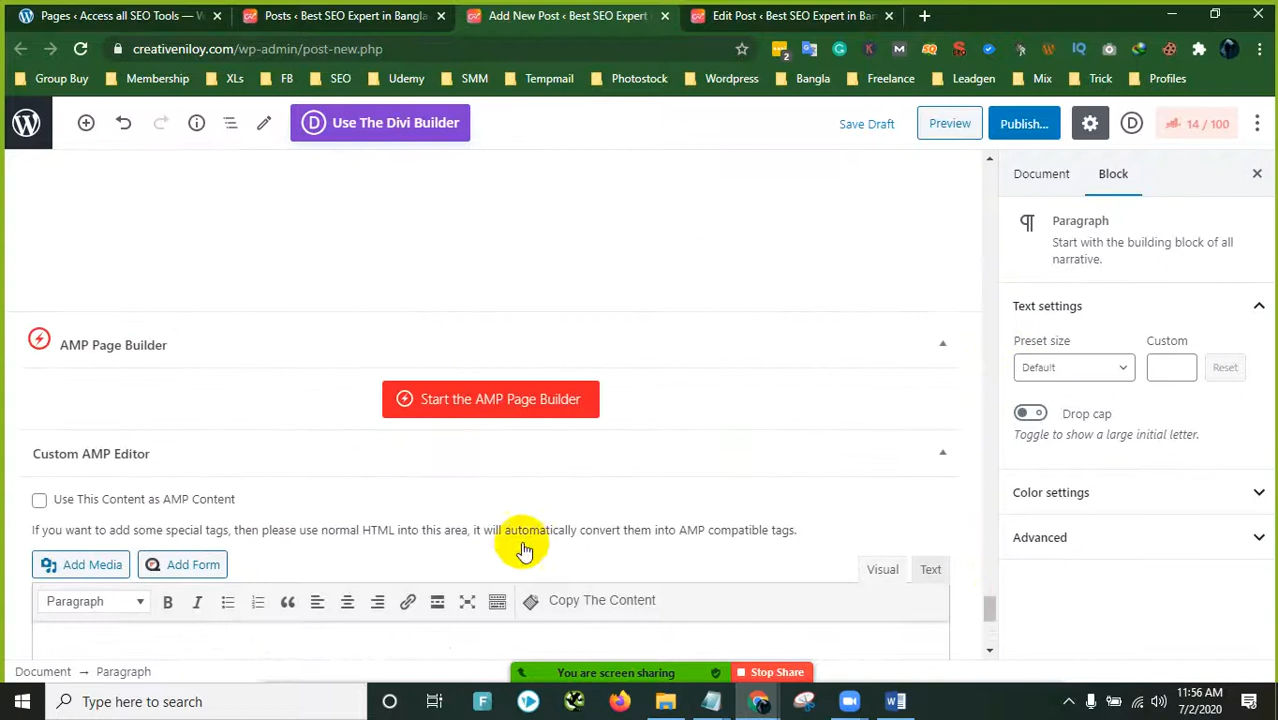 Pages ‹ Access all SEO Tools — W
Posts ‹ Best SEO Expert in Bangla
Add New Post ‹ Best SEO Expert
Edit Post ‹ Best SEO Expert in Ban
creativeniloy.com/wp-admin/post-new.php
Group Buy
Membership
XLs
FB
SEO
Udemy
SMM
Tempmail
Photostock
Wordpress
Bangla
Freelance
Leadgen
Mix
Trick
Profiles
Use The Divi Builder
Save Draft
Preview
Publish...
14 / 100
Document
Block
Paragraph
Start with the building block of all
narrative.
Text settings
Preset size
Custom
Default
Reset
Drop cap
Toggle to show a large initial letter.
Color settings
Advanced
AMP Page Builder
Start the AMP Page Builder
Custom AMP Editor
Use This Content as AMP Content
If you want to add some special tags, then please use normal HTML into this area, it will automatically convert them into AMP compatible tags.
Add Media
Add Form
Visual
Text
Paragraph
Copy The Content
Document → Paragraph
You are screen sharing
Stop Share
Type here to search
11:56 AM
7/2/2020